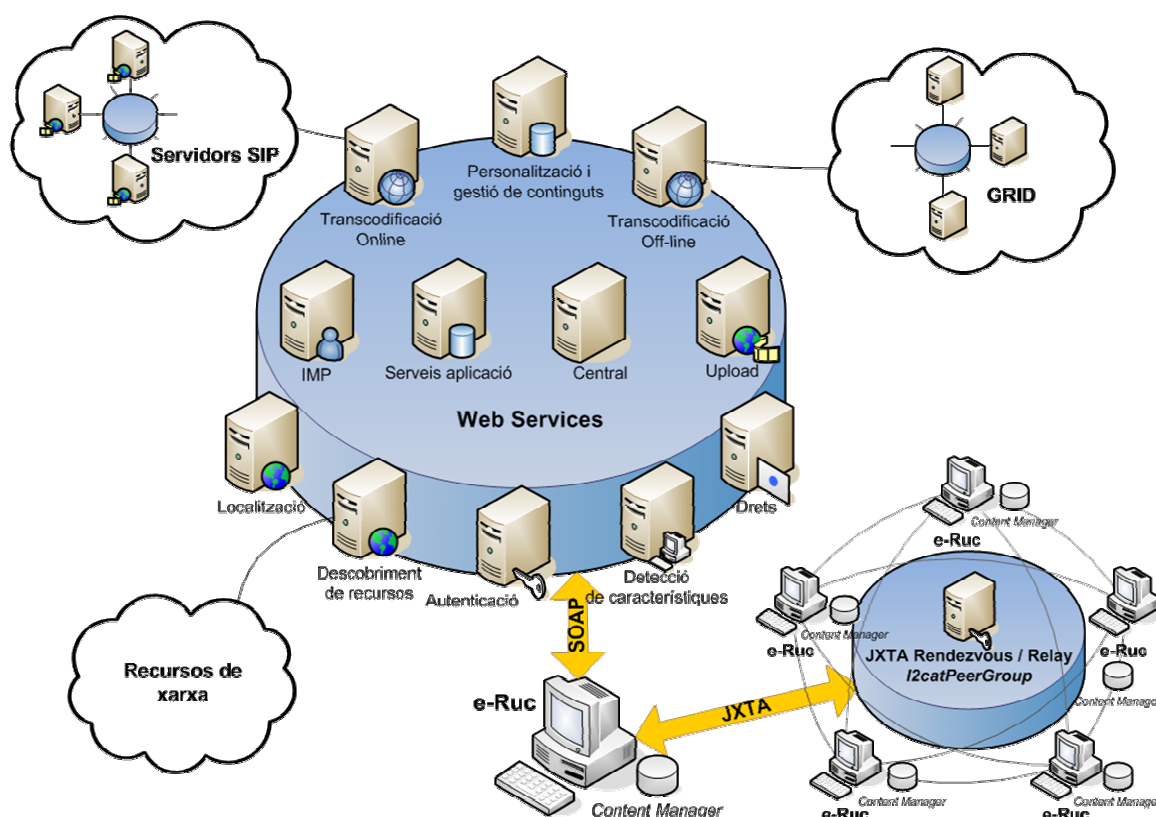 Servidors SIP
Personalització i
gestió de continguts
Transcodificació
Online
Transcodificació
Off-line
GRID
IMP
Serveis aplicació
Central
Upload
Web Services
Localització
Descobriment
de recursos
Autenticació
Detecció
de característiques
Drets
Recursos de
xarxa
SOAP
e-Ruc
Content Manager
JXTA
Content Manager
e-Ruc
Content Manager
e-Ruc
JXTA Rendezvous / Relay
I2catPeerGroup
e-Ruc
Content Manager
Content Manager
e-Ruc
Content Manager
e-Ruc